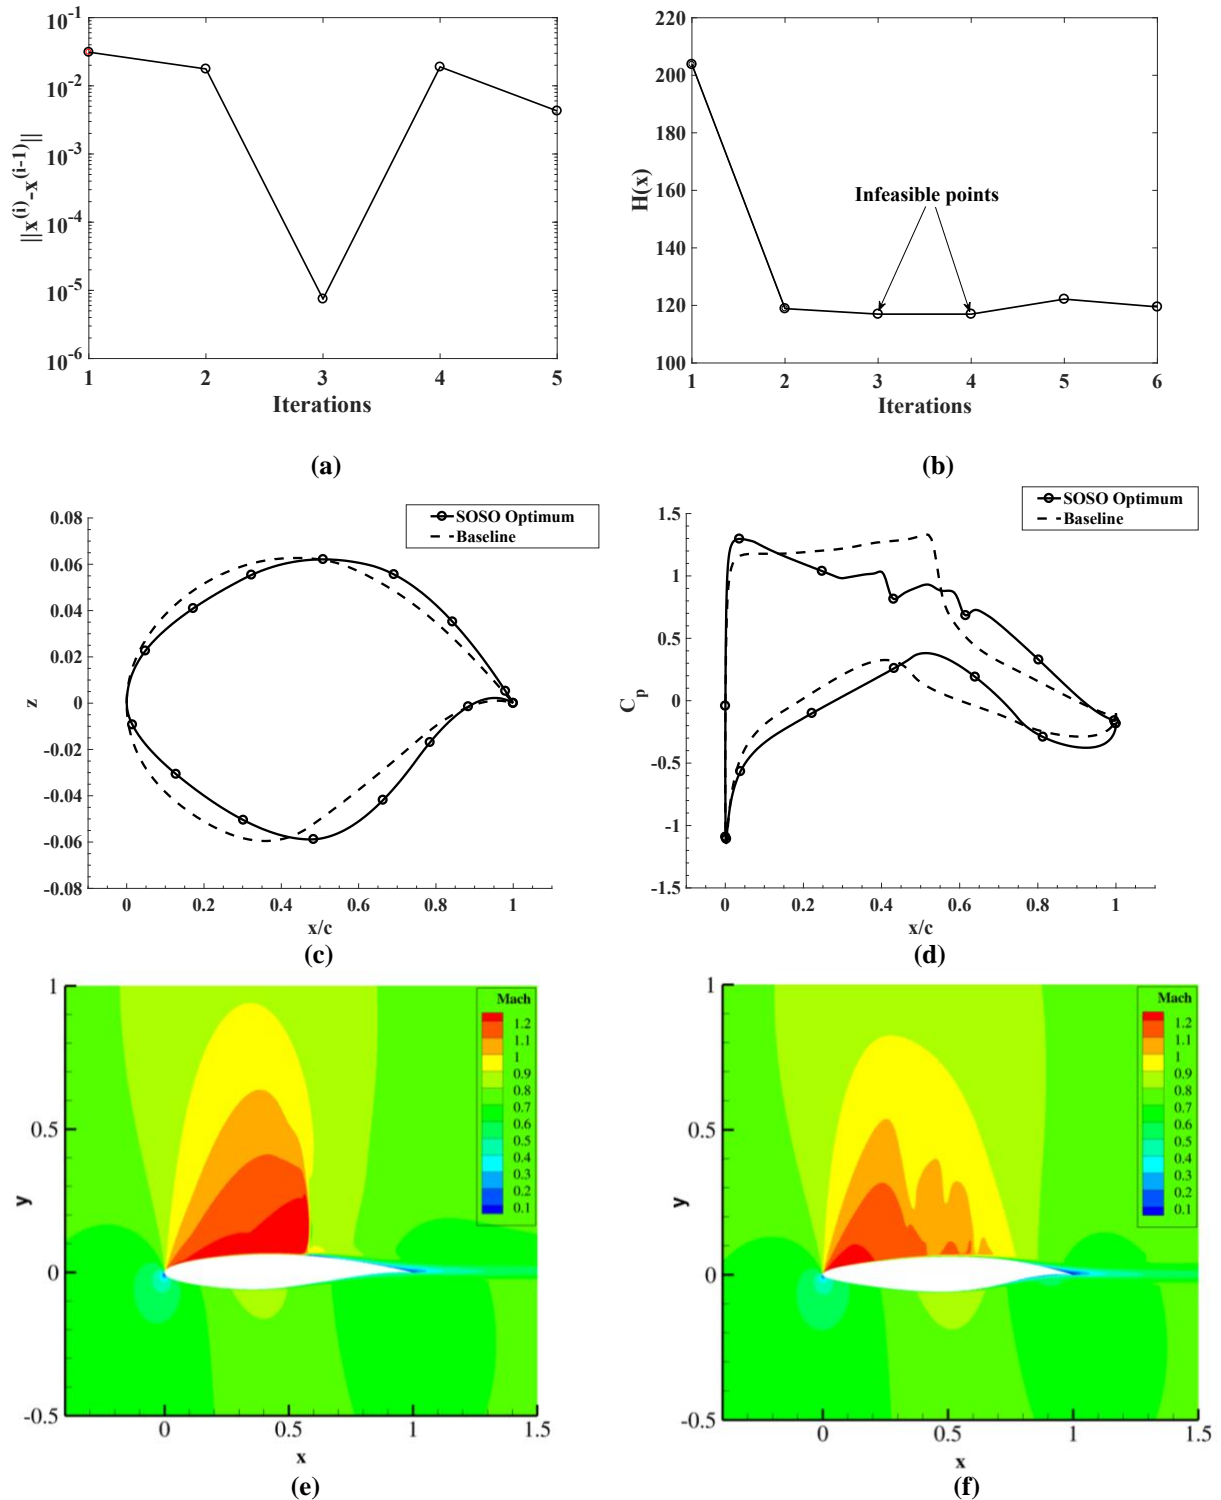 10^-1
10^-2
10^-3
10^-4
10^-5
10^-6
||x^(i)-x^(i-1)||
1 2 3 4 5
Iterations
(a)
220
200
180
160
140
120
100
H(x)
Infeasible points
1 2 3 4 5 6
Iterations
(b)
SOSO Optimum
Baseline
0.08
0.06
0.04
0.02
0
-0.02
-0.04
-0.06
-0.08
z
0 0.2 0.4 0.6 0.8 1
x/c
(c)
SOSO Optimum
Baseline
1.5
1
0.5
0
-0.5
-1
-1.5
C_p
0 0.2 0.4 0.6 0.8 1
x/c
(d)
Mach
1.2
1.1
1
0.9
0.8
0.7
0.6
0.5
0.4
0.3
0.2
0.1
1
0.5
0
-0.5
y
0 0.5 1 1.5
x
(e)
Mach
1.2
1.1
1
0.9
0.8
0.7
0.6
0.5
0.4
0.3
0.2
0.1
1
0.5
0
-0.5
y
0 0.5 1 1.5
x
(f)